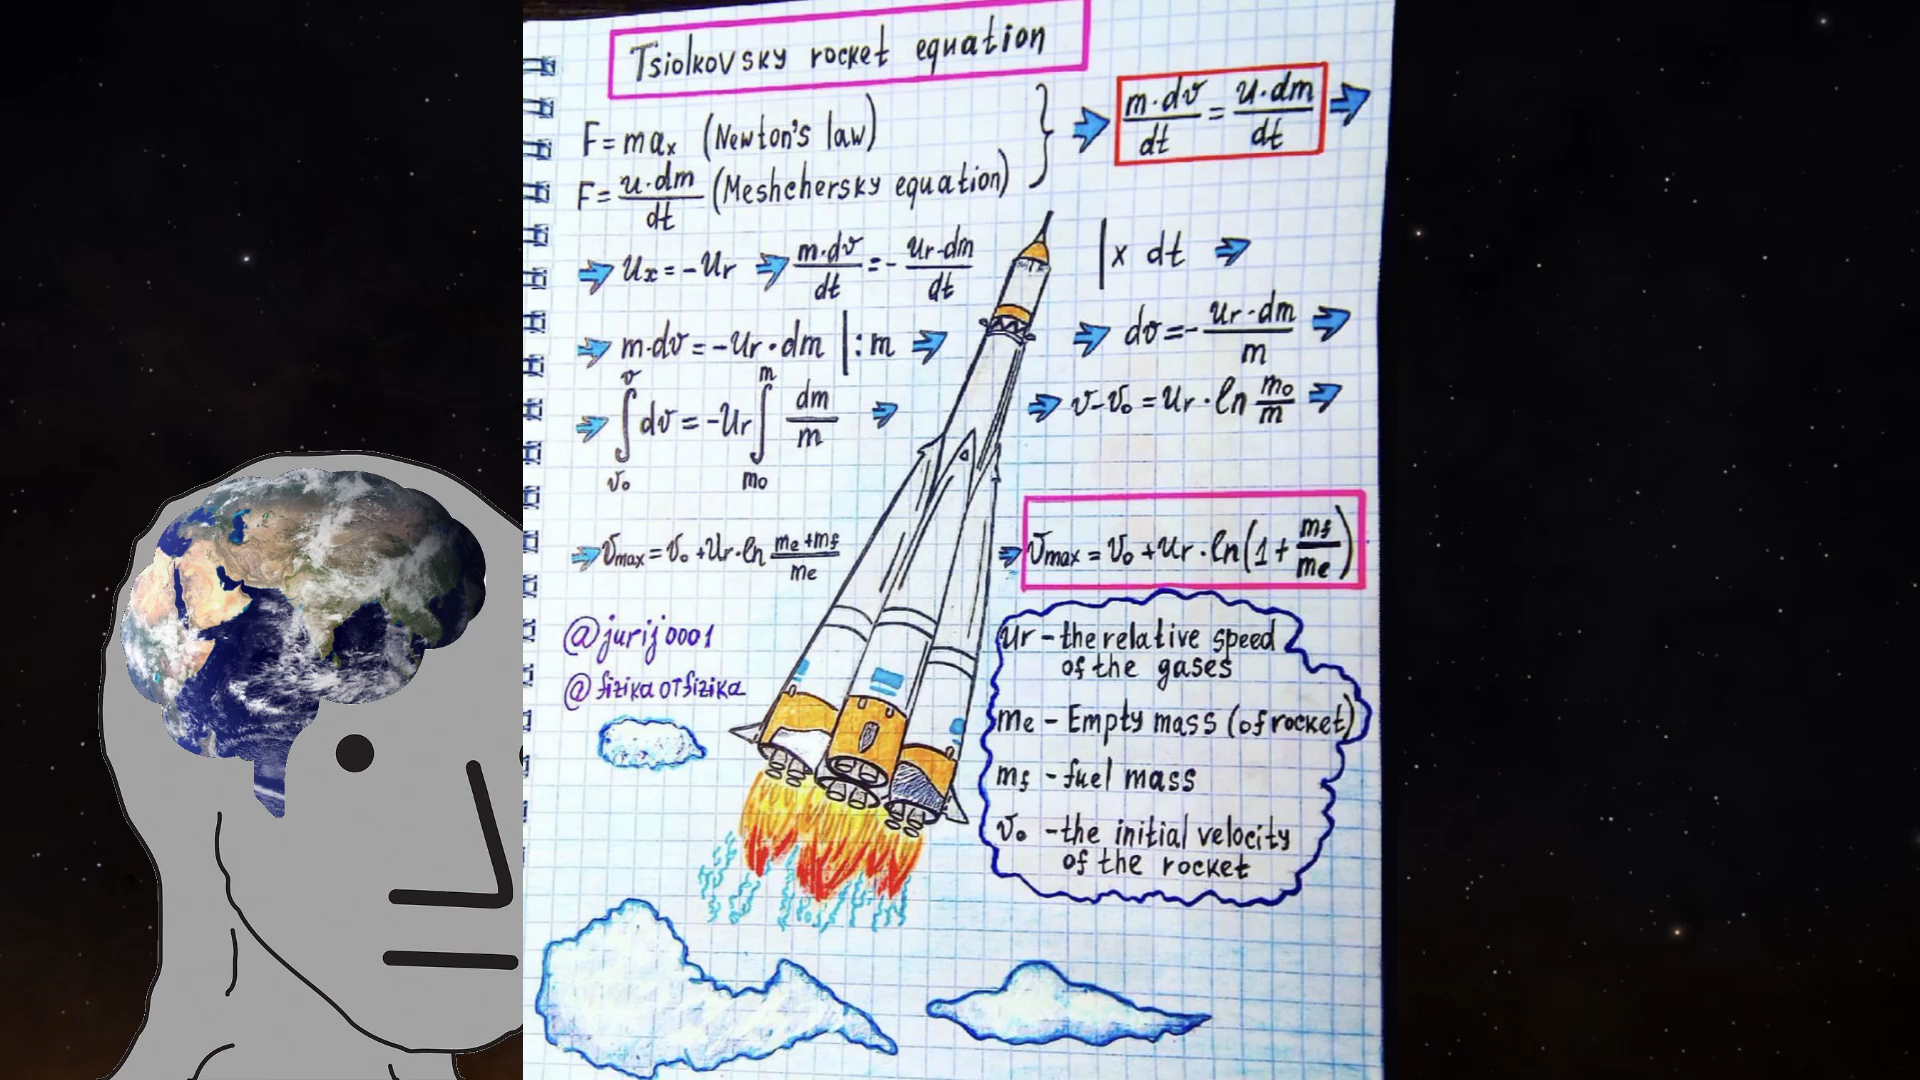 Tsiolkovsky rocket equation
F = maₓ (Newton's law)
F = u·dm/dt (Meshchersky equation)
} ⇒ m·dv/dt = u·dm/dt ⇒
⇒ uₓ = -uᵣ ⇒ m·dv/dt = - uᵣ·dm/dt | x dt ⇒
⇒ m·dv = -uᵣ·dm | :m ⇒ dv = - uᵣ·dm/m ⇒
⇒ ∫_{v₀}^{v} dv = -uᵣ ∫_{m₀}^{m} dm/m ⇒ v - v₀ = uᵣ·ln m₀/m ⇒
⇒ vmax = v₀ + uᵣ·ln (me + mf)/me ⇒ vmax = v₀ + uᵣ·ln(1 + mf/me)
@jurij0001
@fizikaOTfizika
uᵣ - the relative speed
of the gases
me - Empty mass (of rocket)
mf - fuel mass
v₀ - the initial velocity
of the rocket